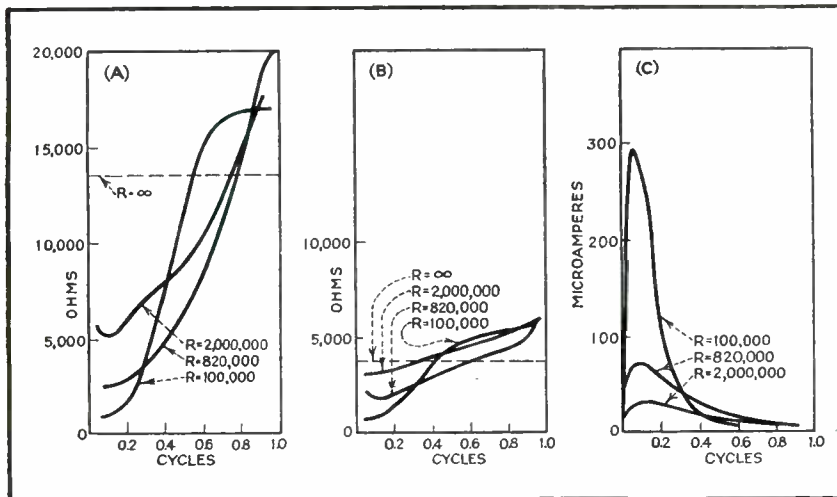 (A)
20,000
15,000
10,000
5,000
0
OHMS
R=∞
R=2,000,000
R=820,000
R=100,000
0.2
0.4
0.6
0.8
1.0
CYCLES
(B)
10,000
5,000
0
OHMS
R=∞
R=2,000,000
R=820,000
R=100,000
0.2
0.4
0.6
0.8
1.0
CYCLES
(C)
300
200
100
0
MICROAMPERES
R=100,000
R=820,000
R=2,000,000
0.2
0.4
0.6
0.8
1.0
CYCLES